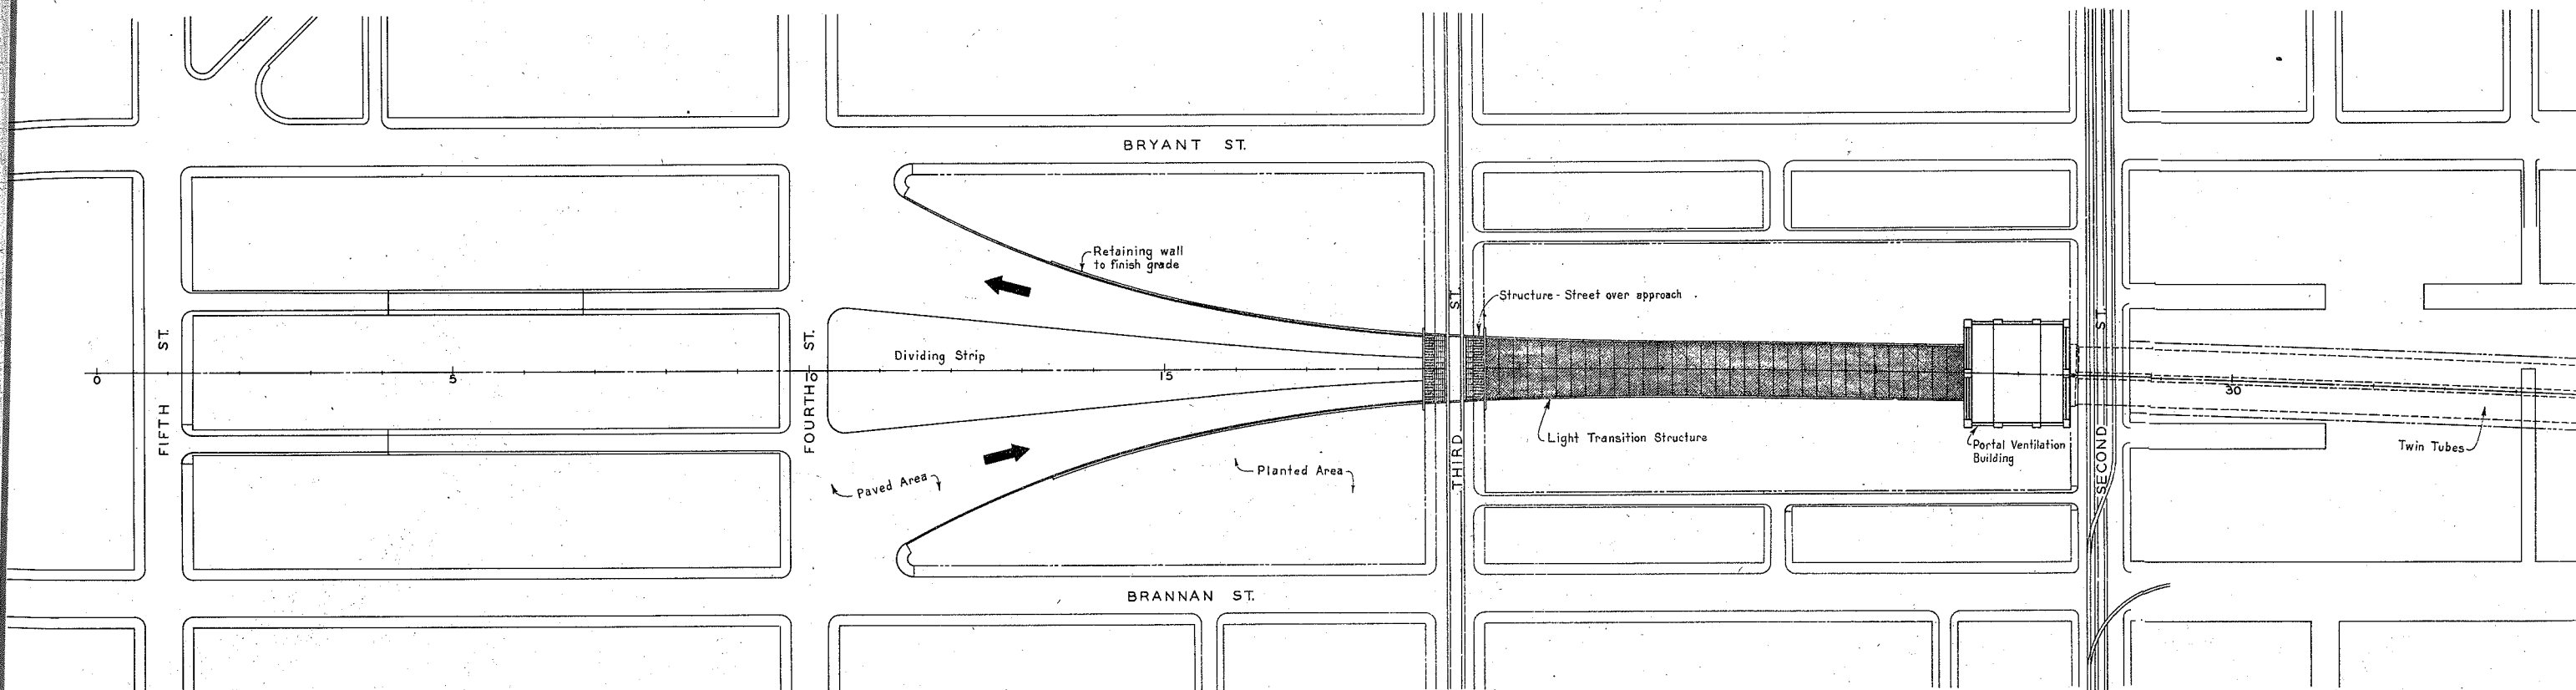 BRYANT ST.
Retaining wall
to finish grade
Structure - Street over approach
FIFTH ST.
FOURTH ST.
THIRD ST.
SECOND ST.
Dividing Strip
0
5
10
15
30
Light Transition Structure
Portal Ventilation
Building
Twin Tubes
Paved Area
Planted Area
BRANNAN ST.